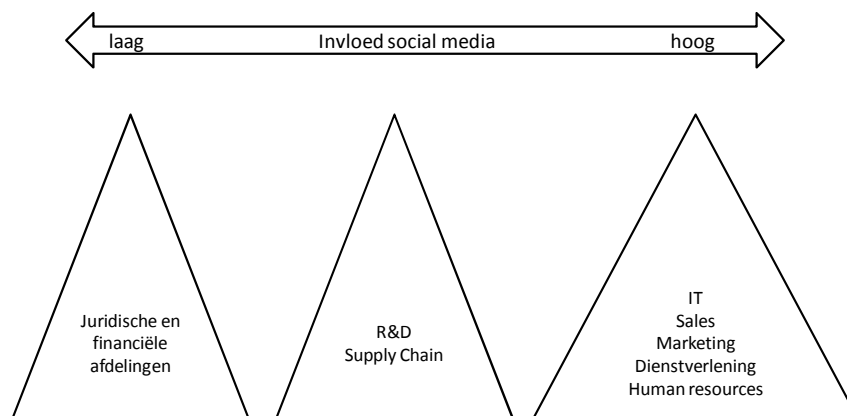 laag Invloed social media hoog
Juridische en
financiële
afdelingen
R&D
Supply Chain
IT
Sales
Marketing
Dienstverlening
Human resources